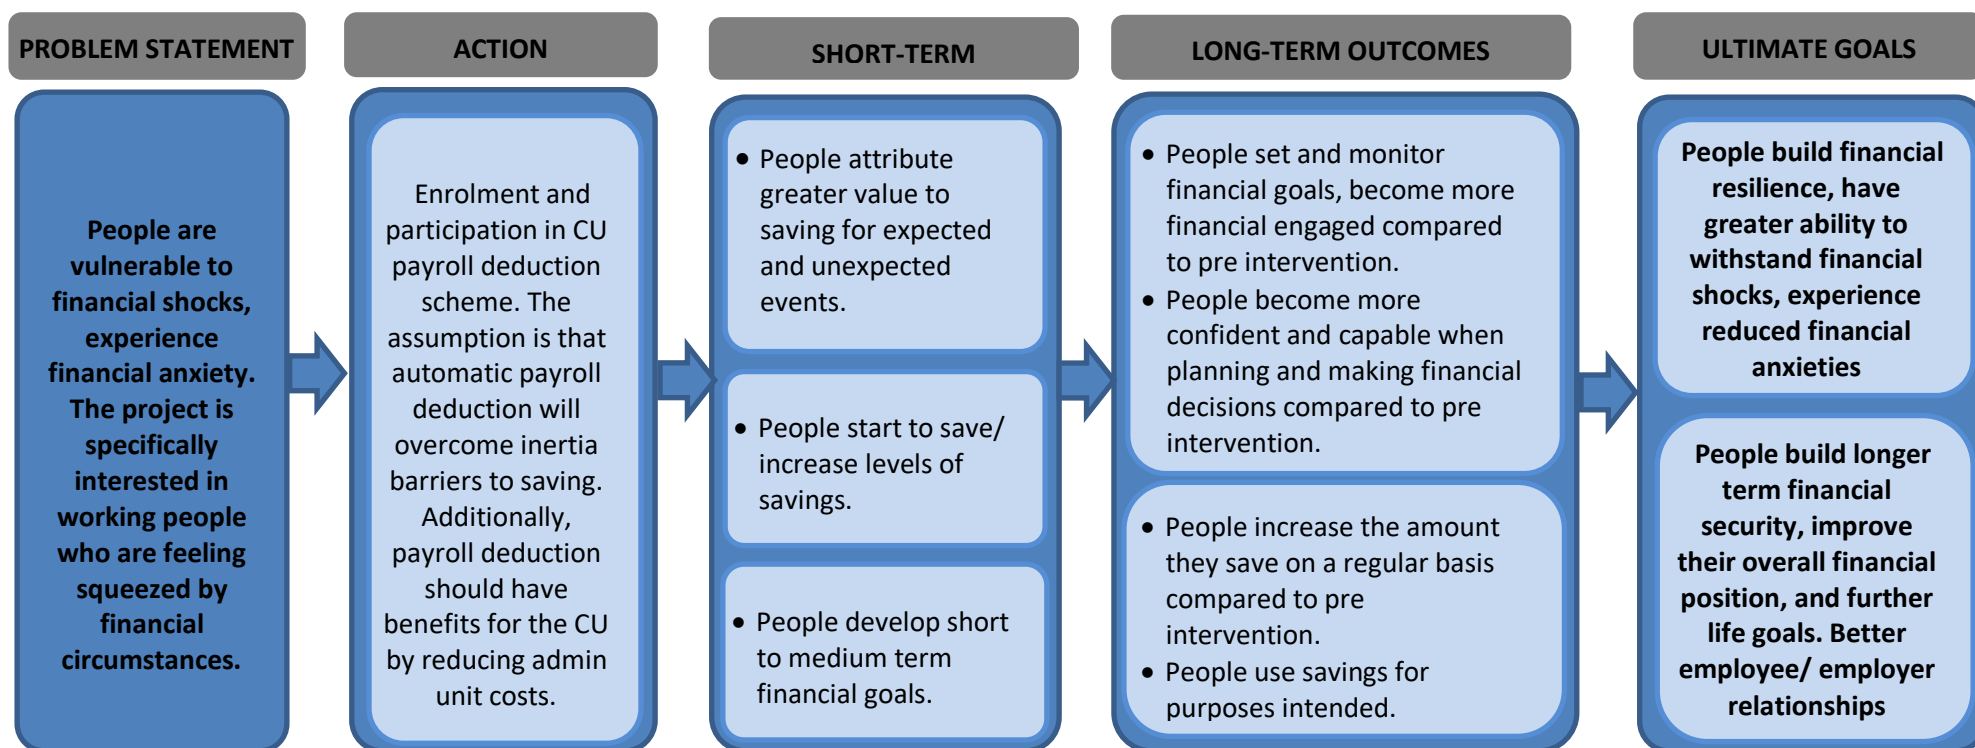 PROBLEM STATEMENT
People are
vulnerable to
financial shocks,
experience
financial anxiety.
The project is
specifically
interested in
working people
who are feeling
squeezed by
financial
circumstances.
ACTION
Enrolment and
participation in CU
payroll deduction
scheme. The
assumption is that
automatic payroll
deduction will
overcome inertia
barriers to saving.
Additionally,
payroll deduction
should have
benefits for the CU
by reducing admin
unit costs.
SHORT-TERM
• People attribute
greater value to
saving for expected
and unexpected
events.
• People start to save/
increase levels of
savings.
• People develop short
to medium term
financial goals.
LONG-TERM OUTCOMES
• People set and monitor
financial goals, become more
financial engaged compared
to pre intervention.
• People become more
confident and capable when
planning and making financial
decisions compared to pre
intervention.
• People increase the amount
they save on a regular basis
compared to pre
intervention.
• People use savings for
purposes intended.
ULTIMATE GOALS
People build financial
resilience, have
greater ability to
withstand financial
shocks, experience
reduced financial
anxieties
People build longer
term financial
security, improve
their overall financial
position, and further
life goals. Better
employee/ employer
relationships